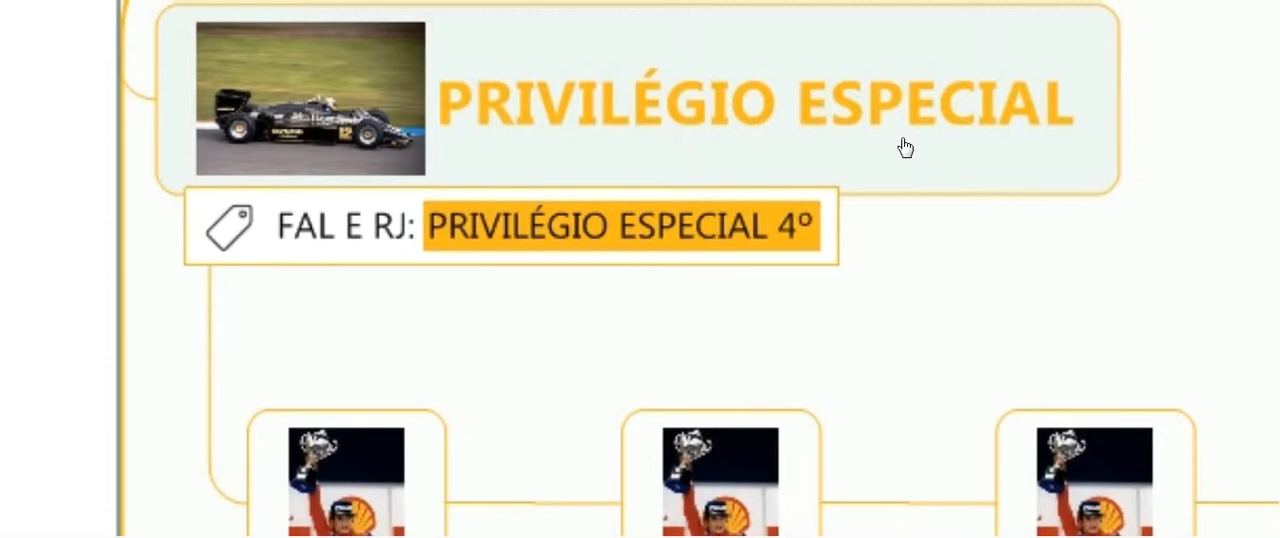 PRIVILÉGIO ESPECIAL
FAL E RJ: PRIVILÉGIO ESPECIAL 4º